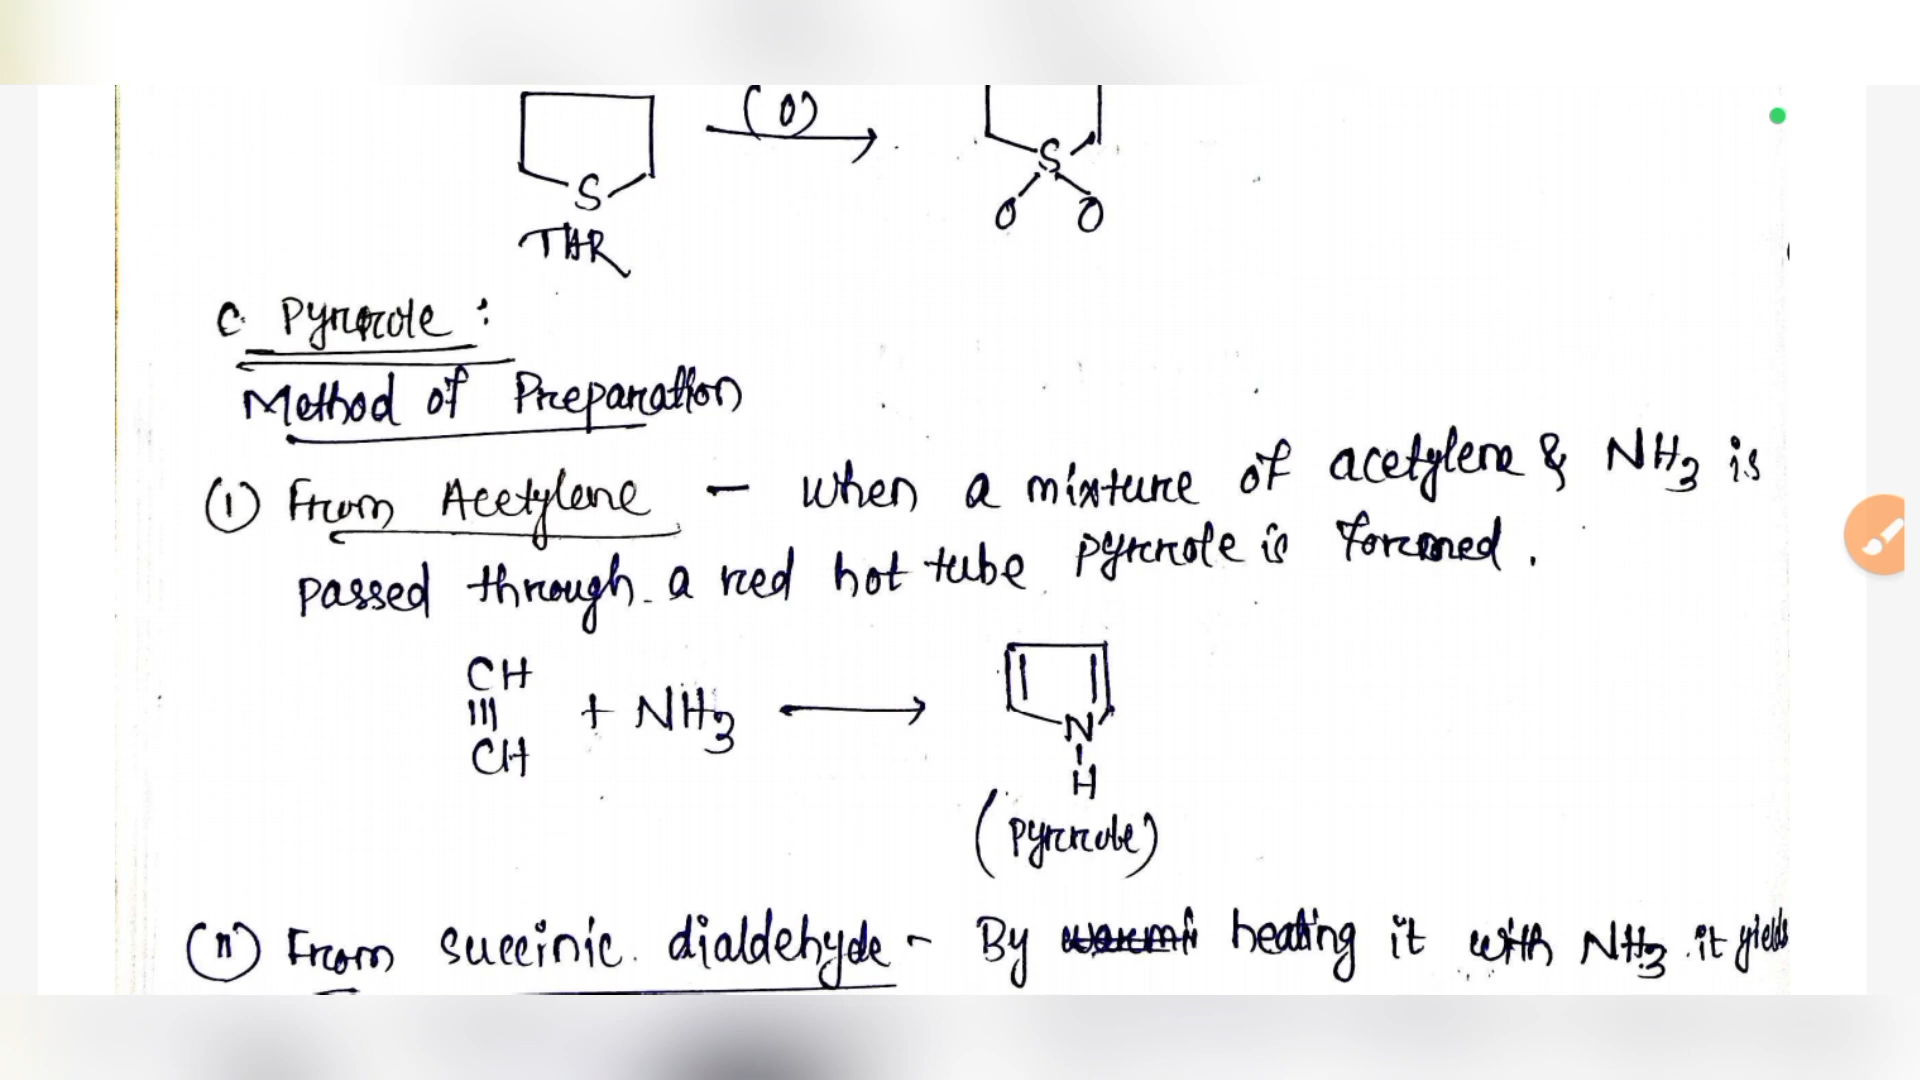 (O)
S
S
O O
THR
C. Pyrrole :
Method of Preparation
(i) From Acetylene – when a mixture of acetylene & NH3 is
passed through a red hot tube pyrrole is formed.
CH
|||
CH
+ NH3 ⟶
N
H
(pyrrole)
(ii) From succinic dialdehyde – By heating it with NH3 it yields